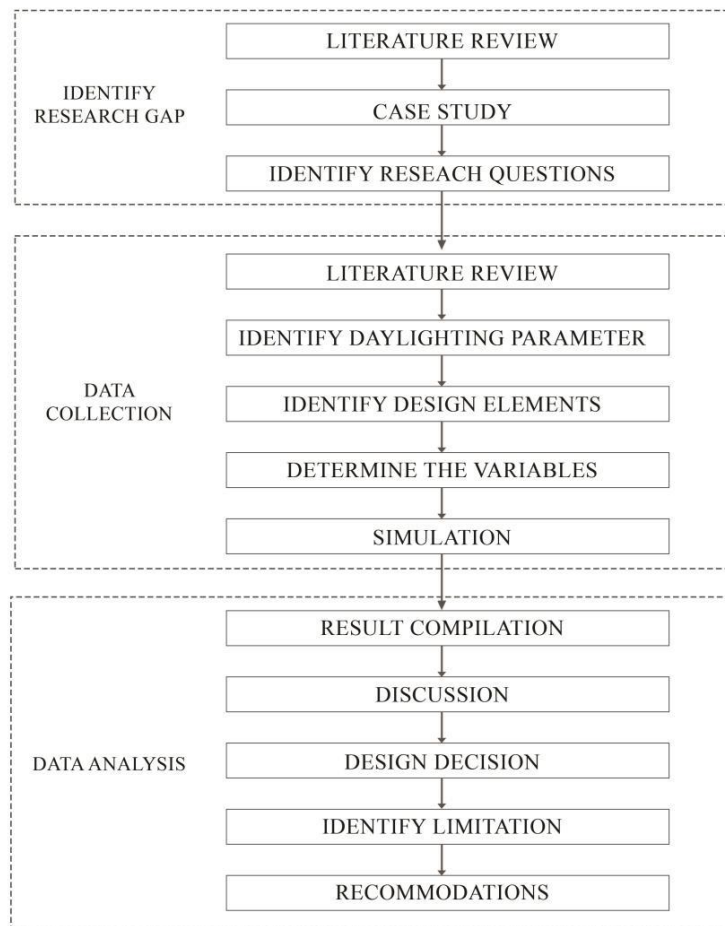 IDENTIFY
RESEARCH GAP
LITERATURE REVIEW
CASE STUDY
IDENTIFY RESEACH QUESTIONS
DATA
COLLECTION
LITERATURE REVIEW
IDENTIFY DAYLIGHTING PARAMETER
IDENTIFY DESIGN ELEMENTS
DETERMINE THE VARIABLES
SIMULATION
DATA ANALYSIS
RESULT COMPILATION
DISCUSSION
DESIGN DECISION
IDENTIFY LIMITATION
RECOMMODATIONS